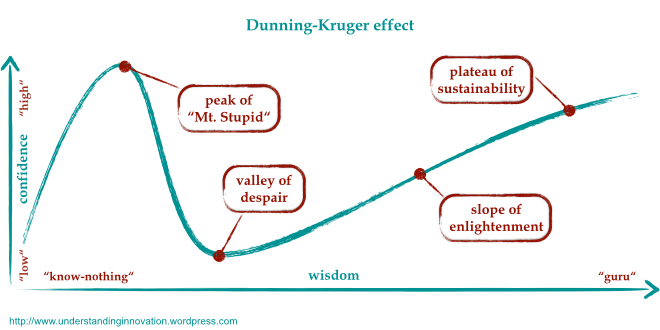 Dunning-Kruger effect
"high"
confidence
"low"
peak of
"Mt. Stupid"
valley of
despair
plateau of
sustainability
slope of
enlightenment
"know-nothing"
wisdom
"guru"
http://www.understandinginnovation.wordpress.com